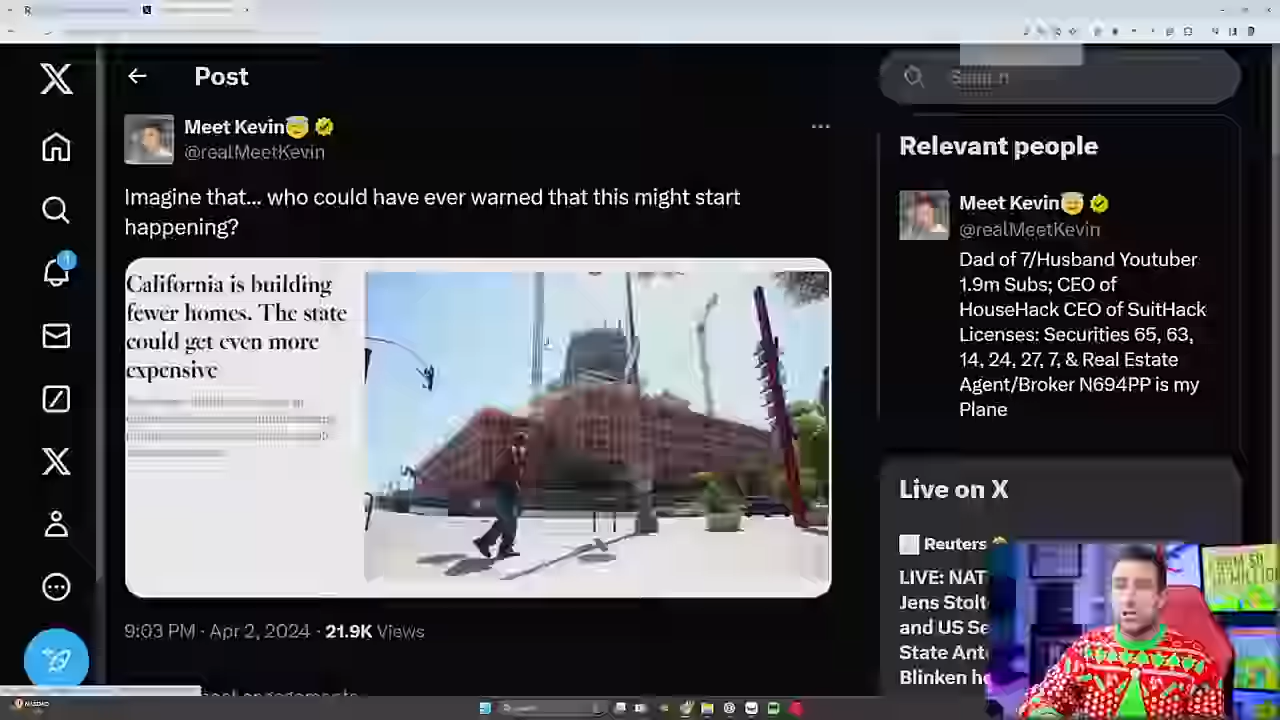 Post
Meet Kevin
@realMeetKevin
Imagine that... who could have ever warned that this might start
happening?
California is building
fewer homes. The state
could get even more
expensive
9:03 PM · Apr 2, 2024 · 21.9K Views
Relevant people
Meet Kevin
@realMeetKevin
Dad of 7/Husband Youtuber
1.9m Subs; CEO of
HouseHack CEO of SuitHack
Licenses: Securities 65, 63,
14, 24, 27, 7, & Real Estate
Agent/Broker N694PP is my
Plane
Live on X
Reuters
LIVE: NAT
Jens Stolt
and US Se
State Ant
Blinken h